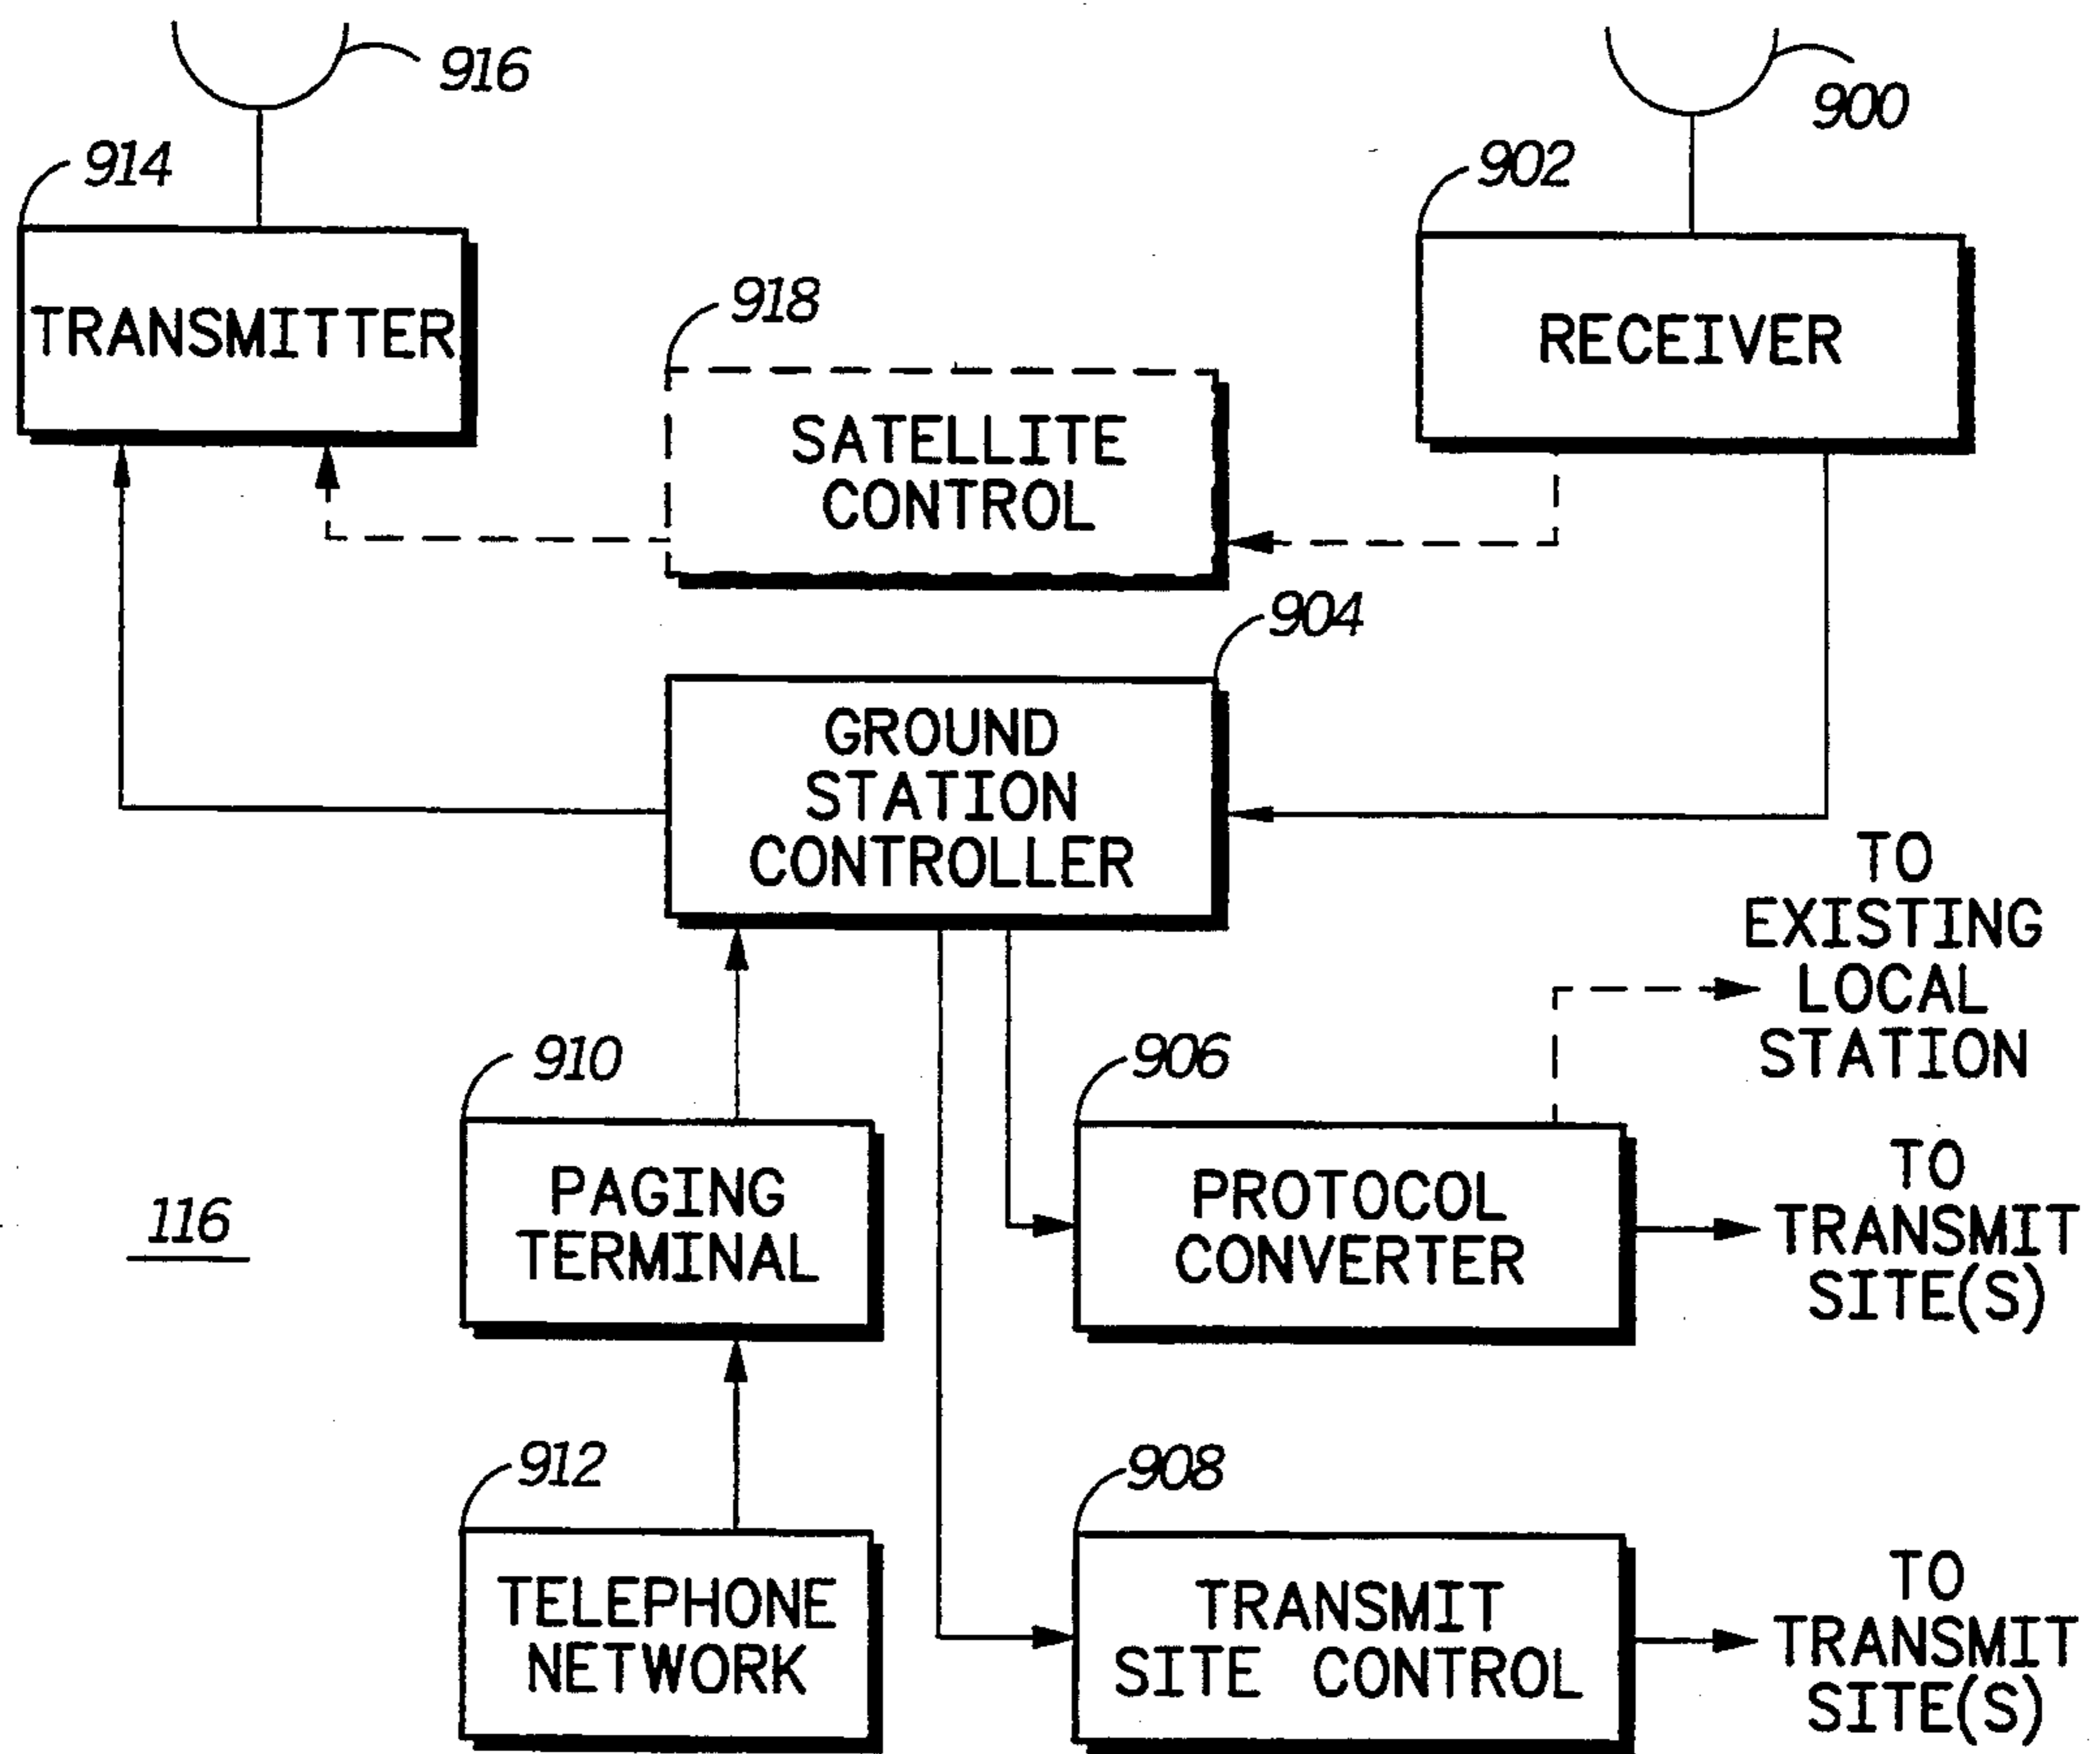 916
900
914
902
TRANSMITTER
918
RECEIVER
SATELLITE
CONTROL
904
GROUND
STATION
CONTROLLER
TO
EXISTING
LOCAL
STATION
910
906
PAGING
TERMINAL
PROTOCOL
CONVERTER
TO
TRANSMIT
SITE(S)
116
912
908
TELEPHONE
NETWORK
TRANSMIT
SITE CONTROL
TO
TRANSMIT
SITE(S)